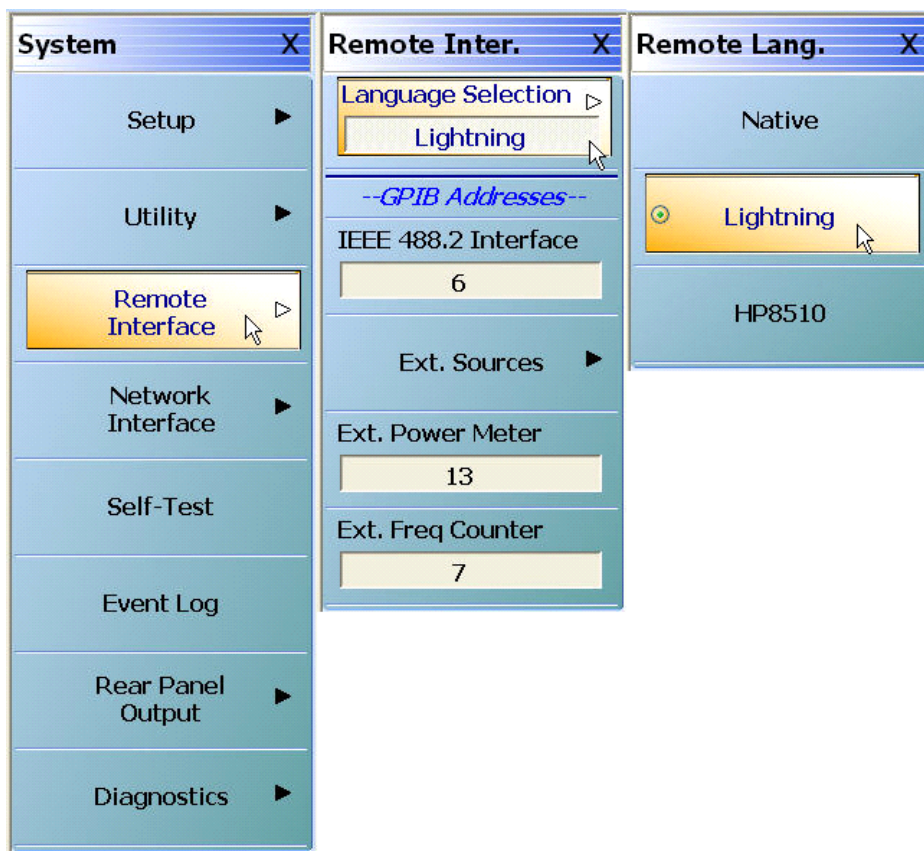 System X
Setup
Utility
Remote
Interface
Network
Interface
Self-Test
Event Log
Rear Panel
Output
Diagnostics
Remote Inter. X
Language Selection
Lightning
--GPIB Addresses--
IEEE 488.2 Interface
6
Ext. Sources
Ext. Power Meter
13
Ext. Freq Counter
7
Remote Lang. X
Native
Lightning
HP8510